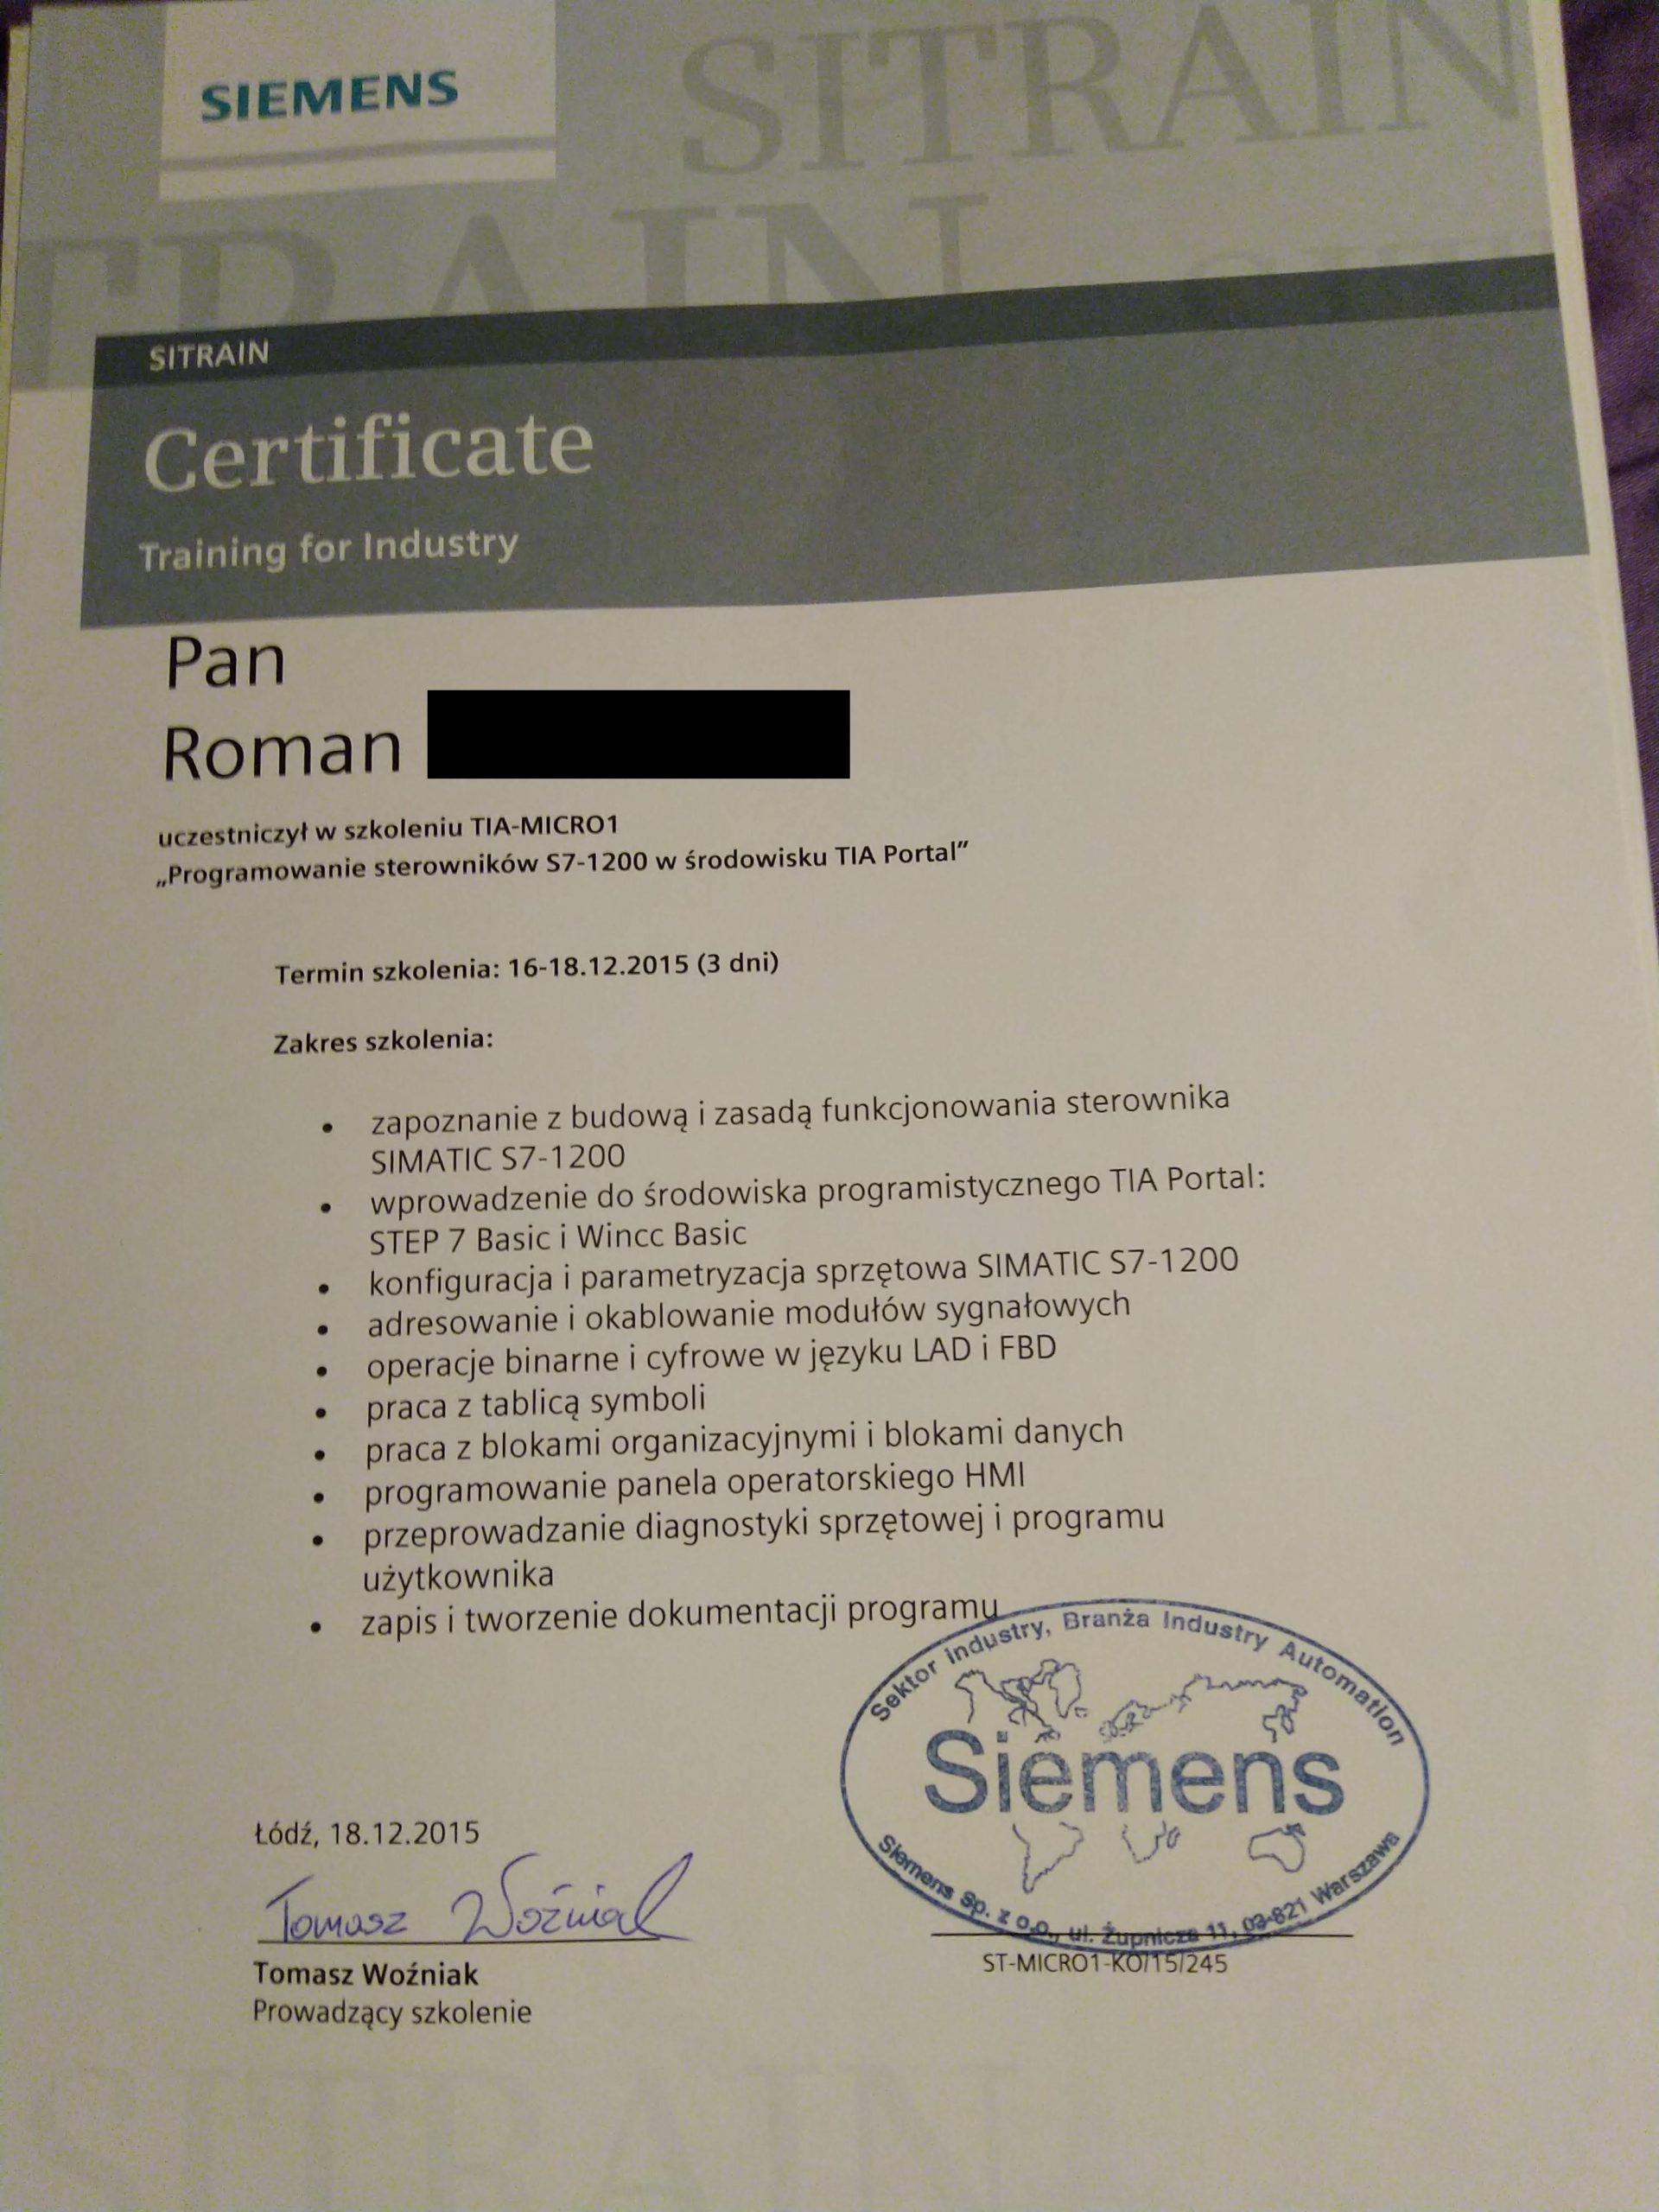 SIEMENS
SITRAIN
TRAIN
SITRAIN
Certificate
Training for Industry
Pan
Roman
uczestniczył w szkoleniu TIA-MICRO1
„Programowanie sterowników S7-1200 w środowisku TIA Portal”
Termin szkolenia: 16-18.12.2015 (3 dni)
Zakres szkolenia:
• zapoznanie z budową i zasadą funkcjonowania sterownika
SIMATIC S7-1200
• wprowadzenie do środowiska programistycznego TIA Portal:
STEP 7 Basic i Wincc Basic
• konfiguracja i parametryzacja sprzętowa SIMATIC S7-1200
• adresowanie i okablowanie modułów sygnałowych
• operacje binarne i cyfrowe w języku LAD i FBD
• praca z tablicą symboli
• praca z blokami organizacyjnymi i blokami danych
• programowanie panela operatorskiego HMI
• przeprowadzanie diagnostyki sprzętowej i programu
użytkownika
• zapis i tworzenie dokumentacji programu
Sektor industry, Branża Industry Automation
Siemens
Siemens Sp. z o.o., ul. Żupnicza 11, 03-821 Warszawa
Łódź, 18.12.2015
Tomasz Woźniak
Tomasz Woźniak
Prowadzący szkolenie
ST-MICRO1-KO/15/245
SITRAIN